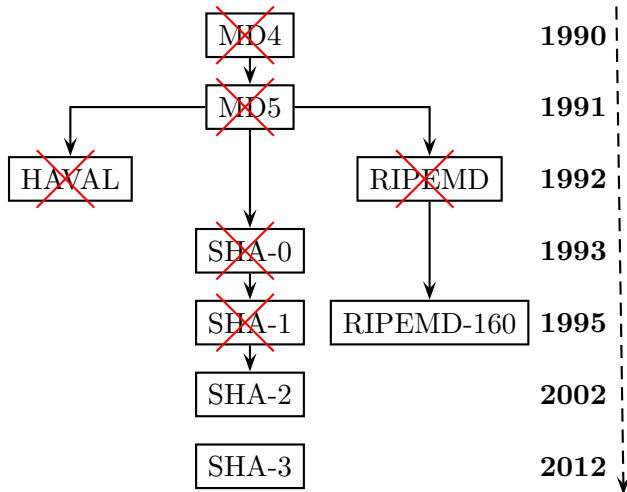 MD4 1990
MD5 1991
HAVAL RIPEMD 1992
SHA-0 1993
SHA-1 RIPEMD-160 1995
SHA-2 2002
SHA-3 2012